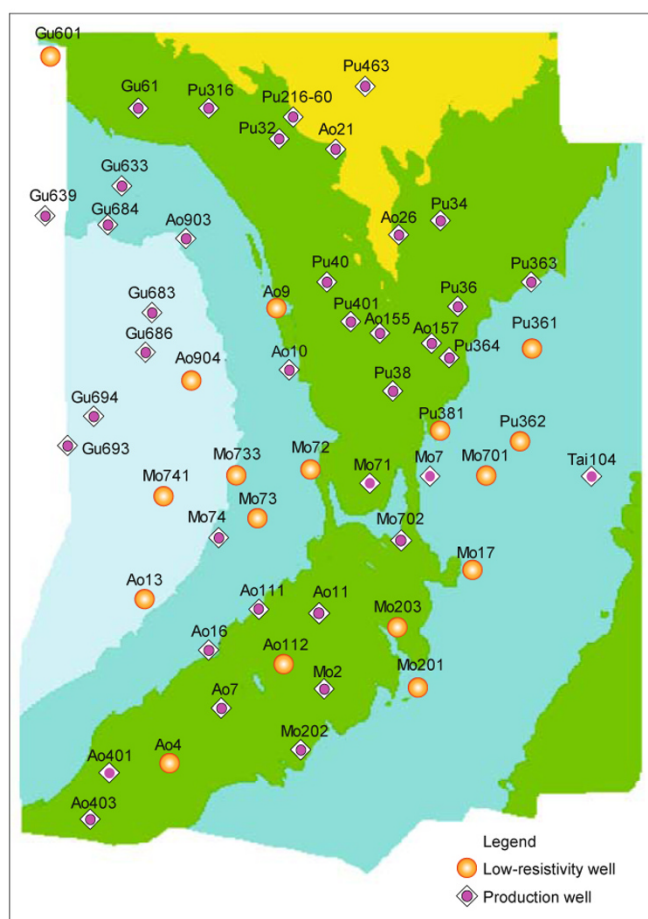 Gu601
Pu463
Gu61
Pu316
Pu216-60
Pu32
Ao21
Gu633
Gu639
Gu684
Ao903
Ao26
Pu34
Pu40
Pu363
Gu683
Ao9
Pu401
Pu36
Ao155
Ao157
Pu361
Gu686
Pu364
Ao904
Ao10
Pu38
Gu694
Pu381
Pu362
Gu693
Mo733
Mo72
Mo71
Mo7
Mo701
Tai104
Mo741
Mo73
Mo74
Mo702
Mo17
Ao13
Ao111
Ao11
Mo203
Ao16
Ao112
Mo2
Mo201
Ao7
Ao4
Mo202
Ao401
Ao403
Legend
Low-resistivity well
Production well